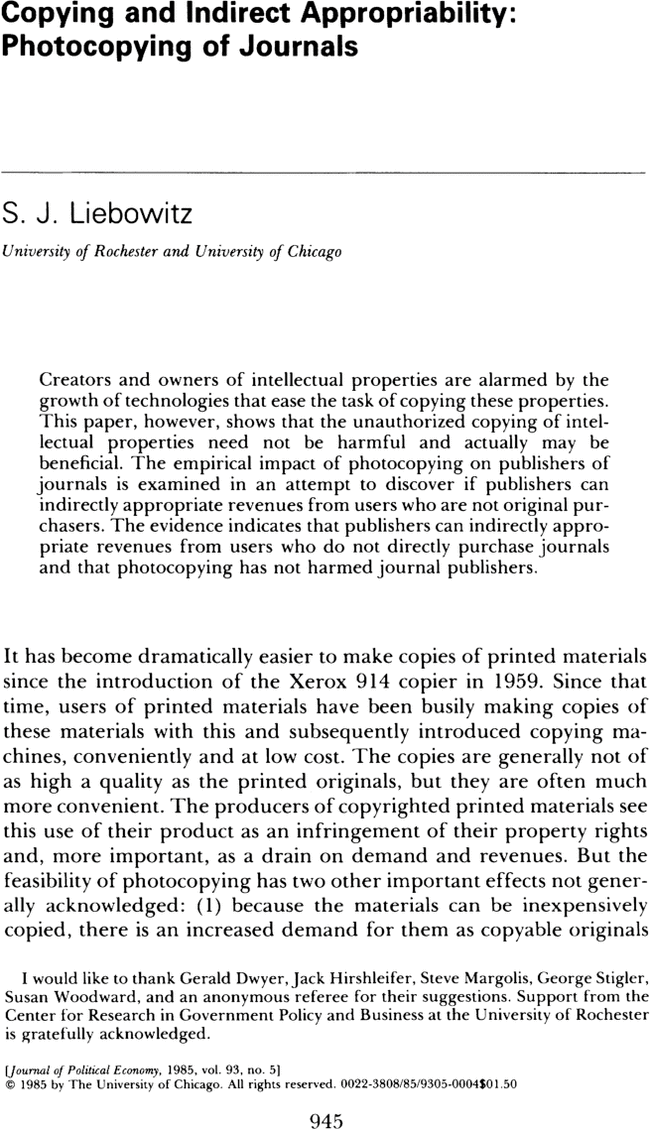 Copying and Indirect Appropriability:
Photocopying of Journals
S. J. Liebowitz
University of Rochester and University of Chicago
Creators and owners of intellectual properties are alarmed by the
growth of technologies that ease the task of copying these properties.
This paper, however, shows that the unauthorized copying of intel-
lectual properties need not be harmful and actually may be
beneficial. The empirical impact of photocopying on publishers of
journals is examined in an attempt to discover if publishers can
indirectly appropriate revenues from users who are not original pur-
chasers. The evidence indicates that publishers can indirectly appro-
priate revenues from users who do not directly purchase journals
and that photocopying has not harmed journal publishers.
It has become dramatically easier to make copies of printed materials
since the introduction of the Xerox 914 copier in 1959. Since that
time, users of printed materials have been busily making copies of
these materials with this and subsequently introduced copying ma-
chines, conveniently and at low cost. The copies are generally not of
as high a quality as the printed originals, but they are often much
more convenient. The producers of copyrighted printed materials see
this use of their product as an infringement of their property rights
and, more important, as a drain on demand and revenues. But the
feasibility of photocopying has two other important effects not gener-
ally acknowledged: (1) because the materials can be inexpensively
copied, there is an increased demand for them as copyable originals
I would like to thank Gerald Dwyer, Jack Hirshleifer, Steve Margolis, George Stigler,
Susan Woodward, and an anonymous referee for their suggestions. Support from the
Center for Research in Government Policy and Business at the University of Rochester
is gratefully acknowledged.
[Journal of Political Economy, 1985, vol. 93, no. 5]
© 1985 by The University of Chicago. All rights reserved. 0022-3808/85/9305-0004$01.50
945